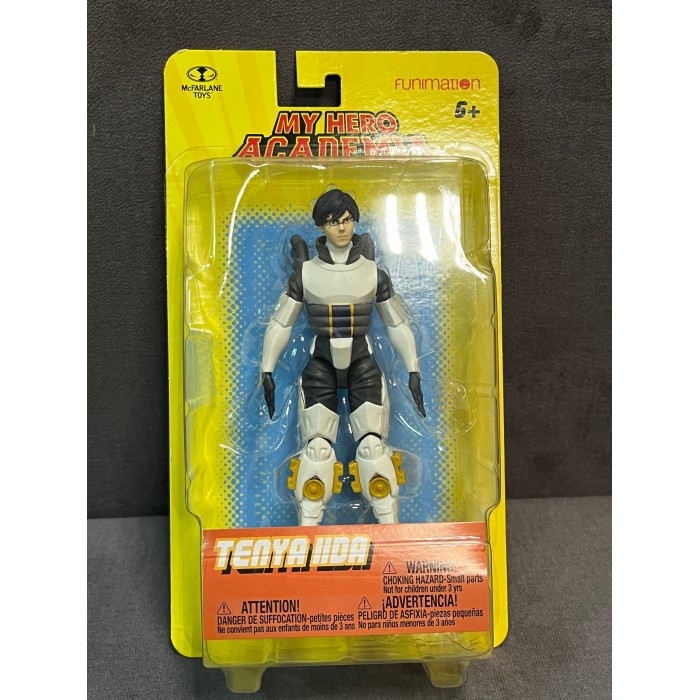 McFARLANE
TOYS
FUNIMATION
6+
MY HERO
ACADEMIA
TENYA IIDA
WARNING!
CHOKING HAZARD-Small parts
Not for children under 3 yrs
ATTENTION!
DANGER DE SUFFOCATION-petites pièces
Ne convient pas aux enfants de moins de 3 ans
¡ADVERTENCIA!
PELIGRO DE ASFIXIA-piezas pequeñas
No para niños menores de 3 años